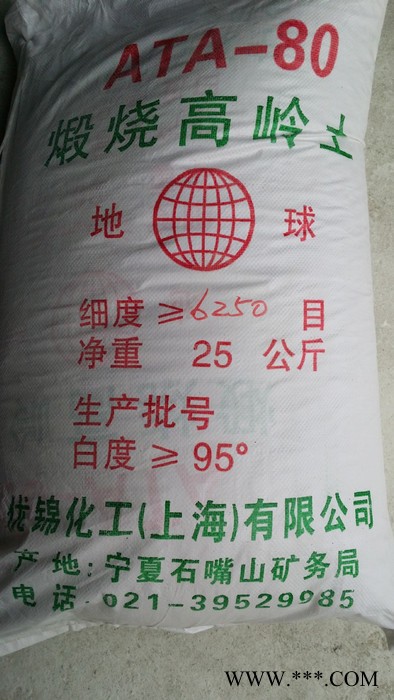 ATA-80
煅烧高岭土
地 球
细度≥6250 目
净重 25 公斤
生产批号
白度≥95°
优锦化工(上海)有限公司
产地:宁夏石嘴山矿务局
电话:021-39529985
WWW.***.COM